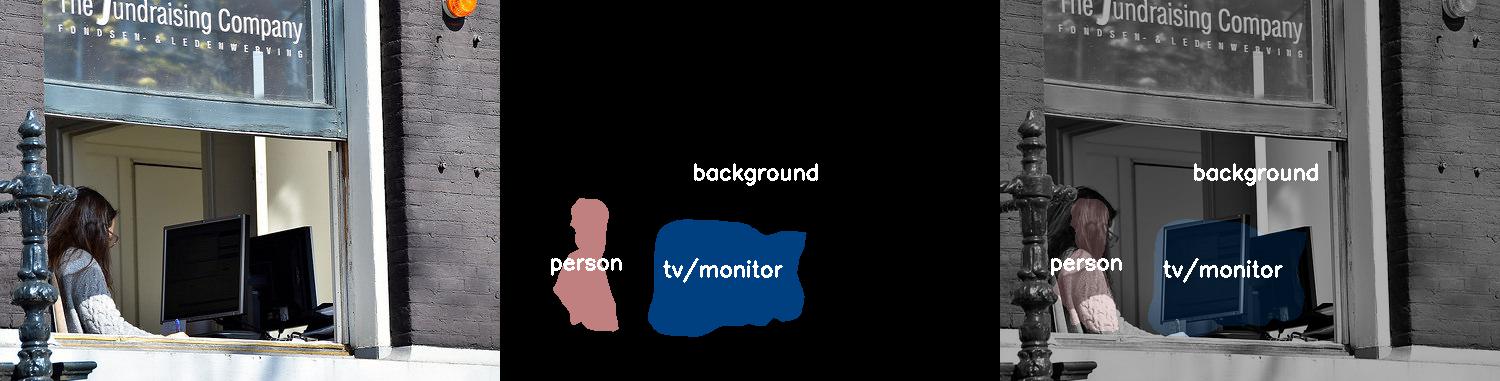 The fundraising Company
FONDSEN- & LEDENWERVING
background
person
tv/monitor
The fundraising Company
FONDSEN- & LEDENWERVING
background
person
tv/monitor